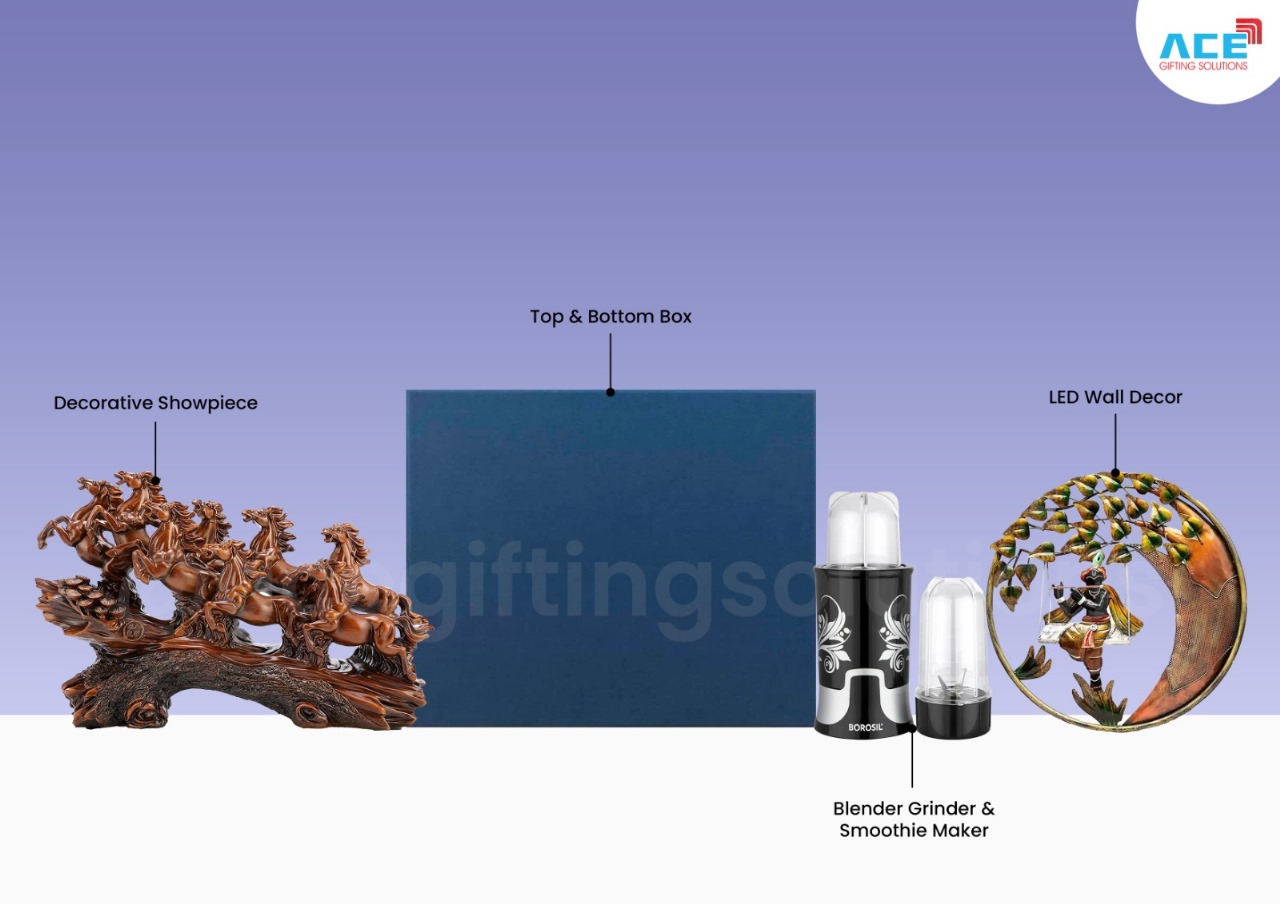 ACE
GIFTING SOLUTIONS
Top & Bottom Box
Decorative Showpiece
LED Wall Decor
giftingsolutions
BOROSIL
Blender Grinder &
Smoothie Maker